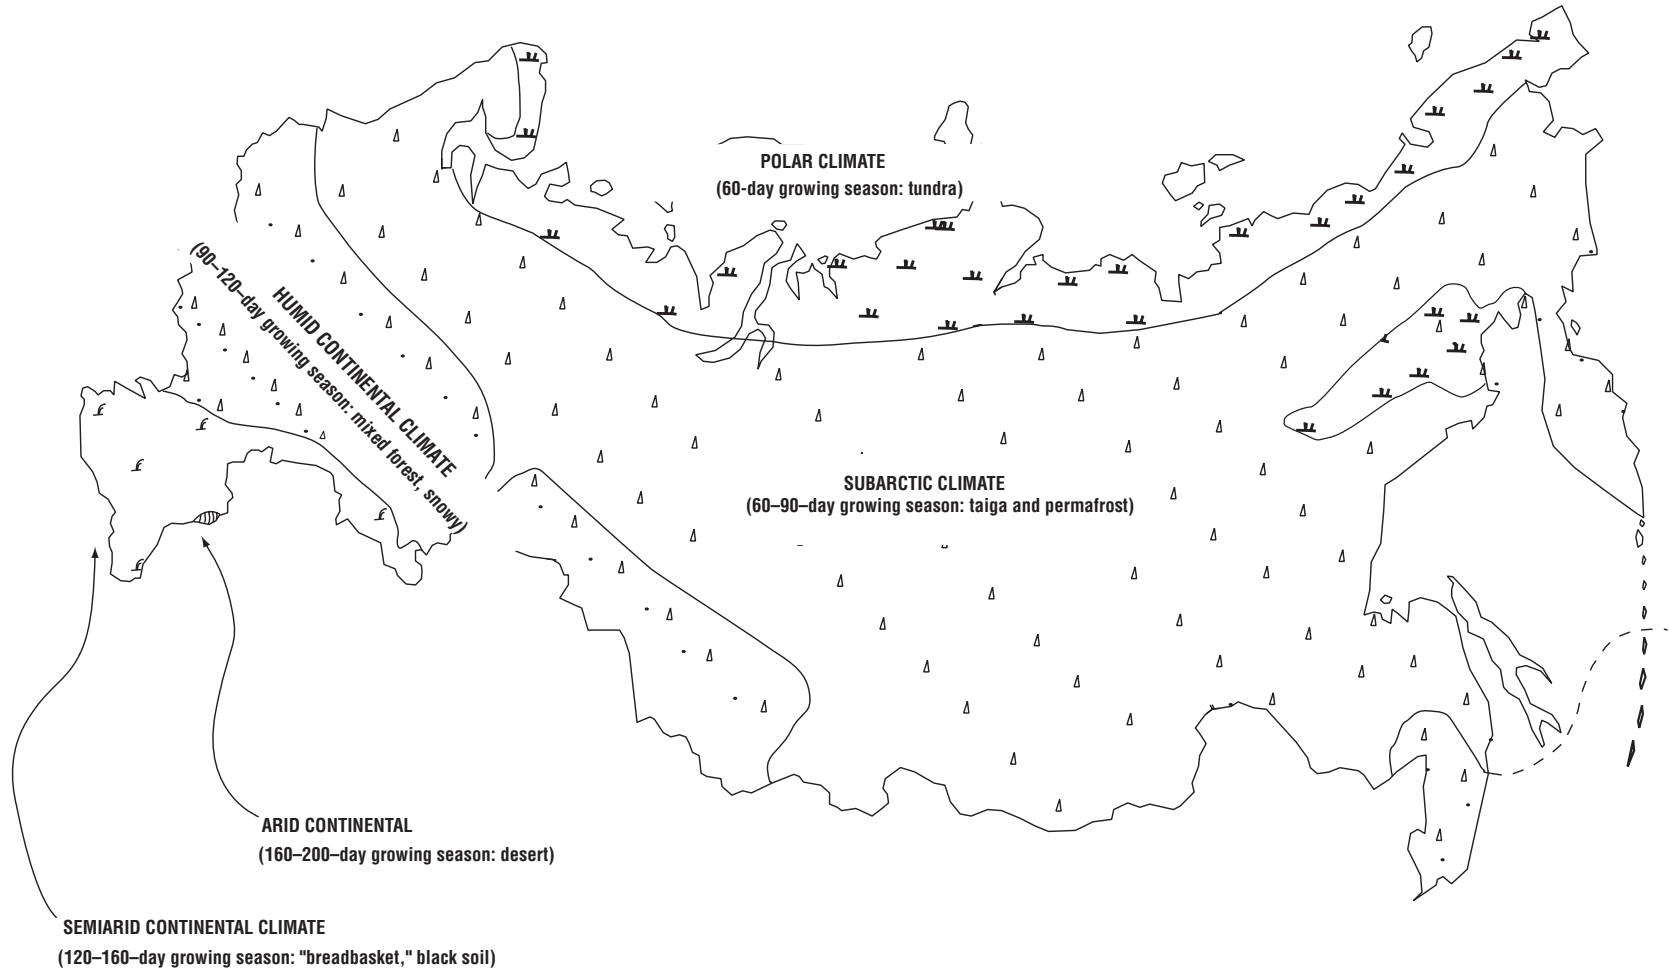 POLAR CLIMATE
(60-day growing season: tundra)
HUMID CONTINENTAL CLIMATE
(90–120–day growing season: mixed forest, snowy)
SUBARCTIC CLIMATE
(60–90–day growing season: taiga and permafrost)
ARID CONTINENTAL
(160–200–day growing season: desert)
SEMIARID CONTINENTAL CLIMATE
(120–160–day growing season: "breadbasket," black soil)